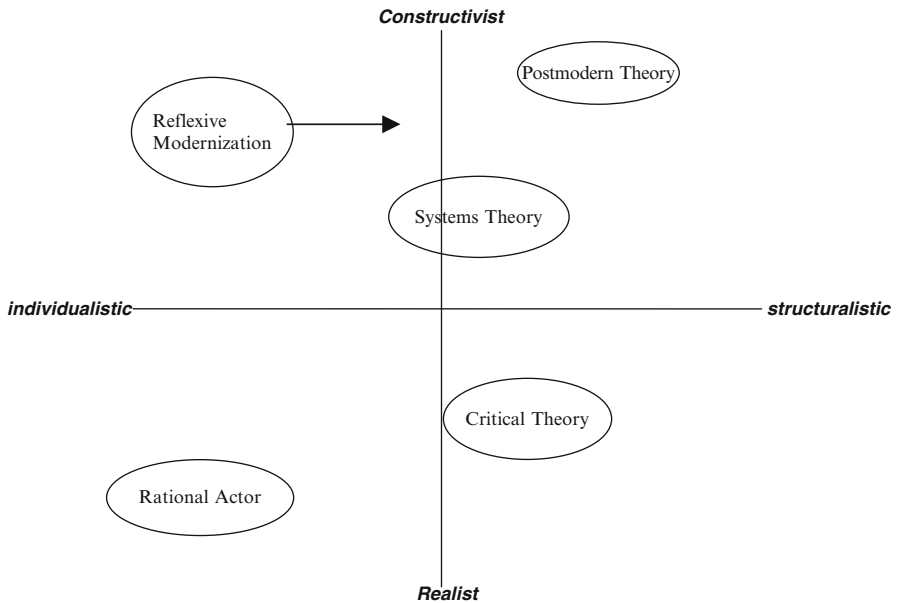 Constructivist
Postmodern Theory
Reflexive
Modernization
Systems Theory
individualistic
structuralistic
Critical Theory
Rational Actor
Realist